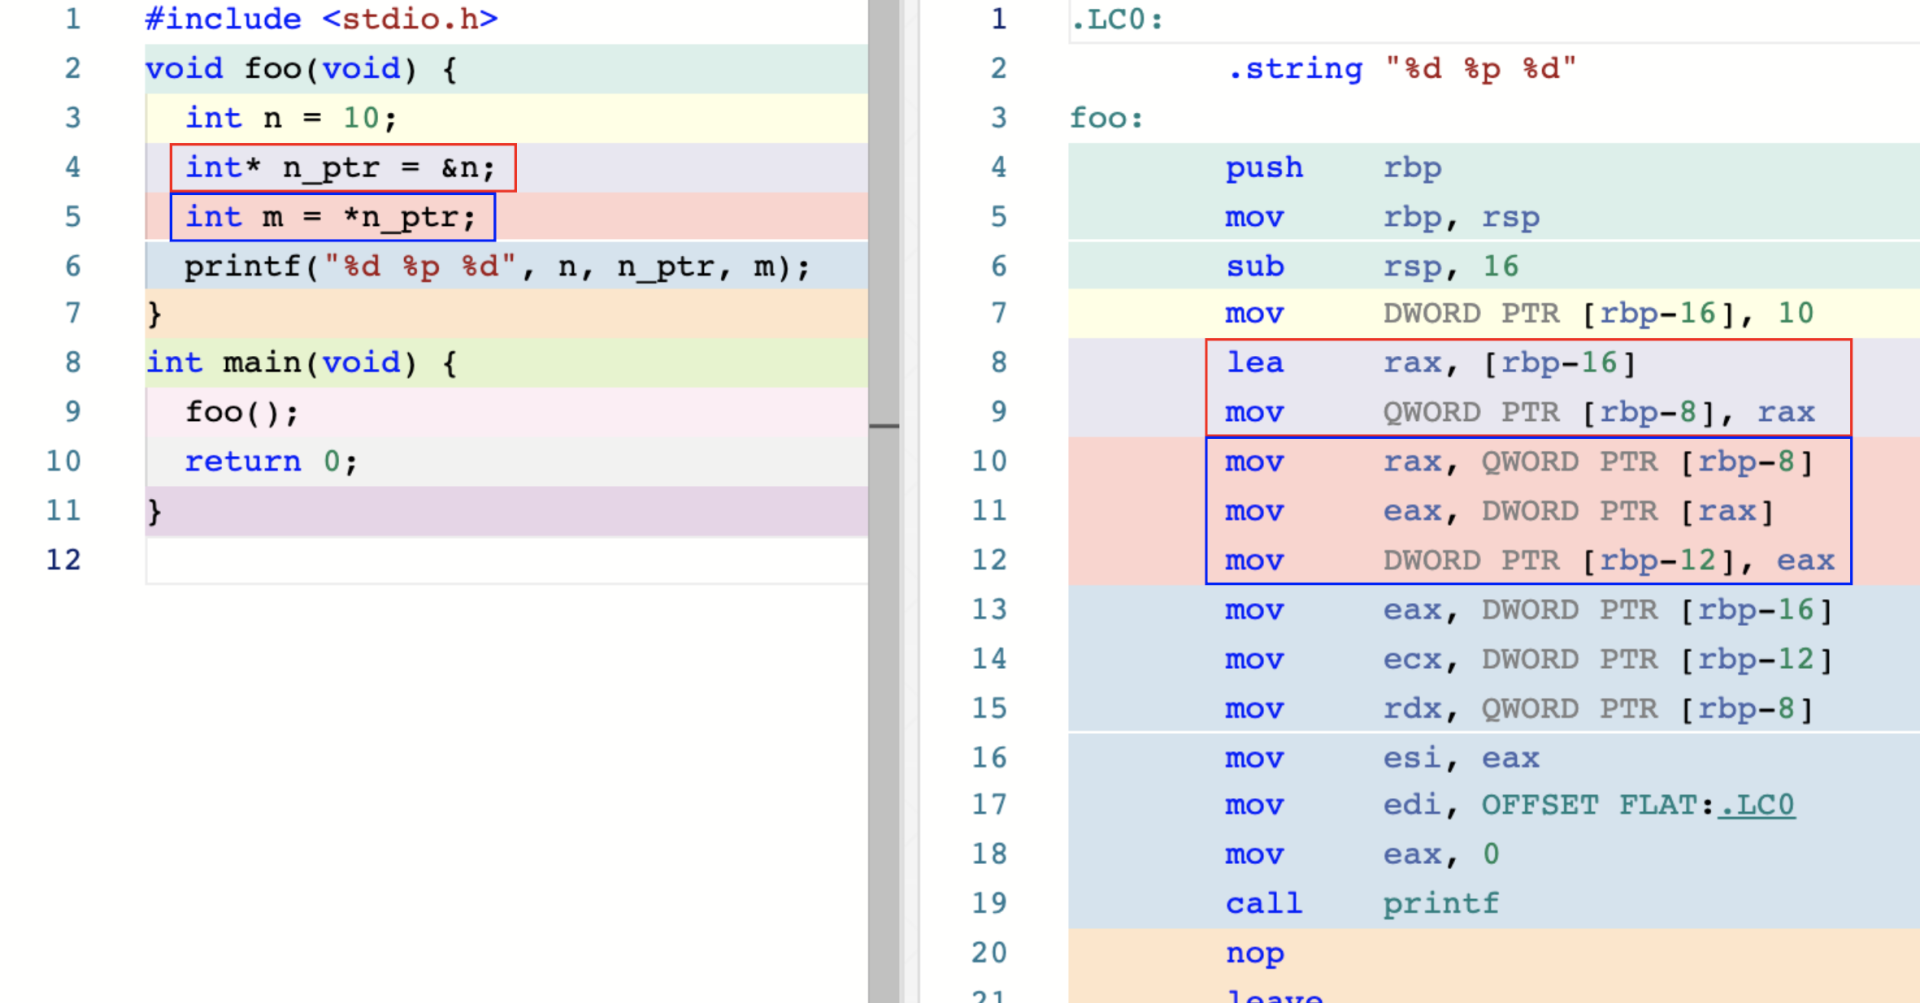 1 #include <stdio.h>
2 void foo(void) {
3 int n = 10;
4 int* n_ptr = &n;
5 int m = *n_ptr;
6 printf("%d %p %d", n, n_ptr, m);
7 }
8 int main(void) {
9 foo();
10 return 0;
11 }
12
1 .LC0:
2 .string "%d %p %d"
3 foo:
4 push rbp
5 mov rbp, rsp
6 sub rsp, 16
7 mov DWORD PTR [rbp-16], 10
8 lea rax, [rbp-16]
9 mov QWORD PTR [rbp-8], rax
10 mov rax, QWORD PTR [rbp-8]
11 mov eax, DWORD PTR [rax]
12 mov DWORD PTR [rbp-12], eax
13 mov eax, DWORD PTR [rbp-16]
14 mov ecx, DWORD PTR [rbp-12]
15 mov rdx, QWORD PTR [rbp-8]
16 mov esi, eax
17 mov edi, OFFSET FLAT:.LC0
18 mov eax, 0
19 call printf
20 nop
21 leave